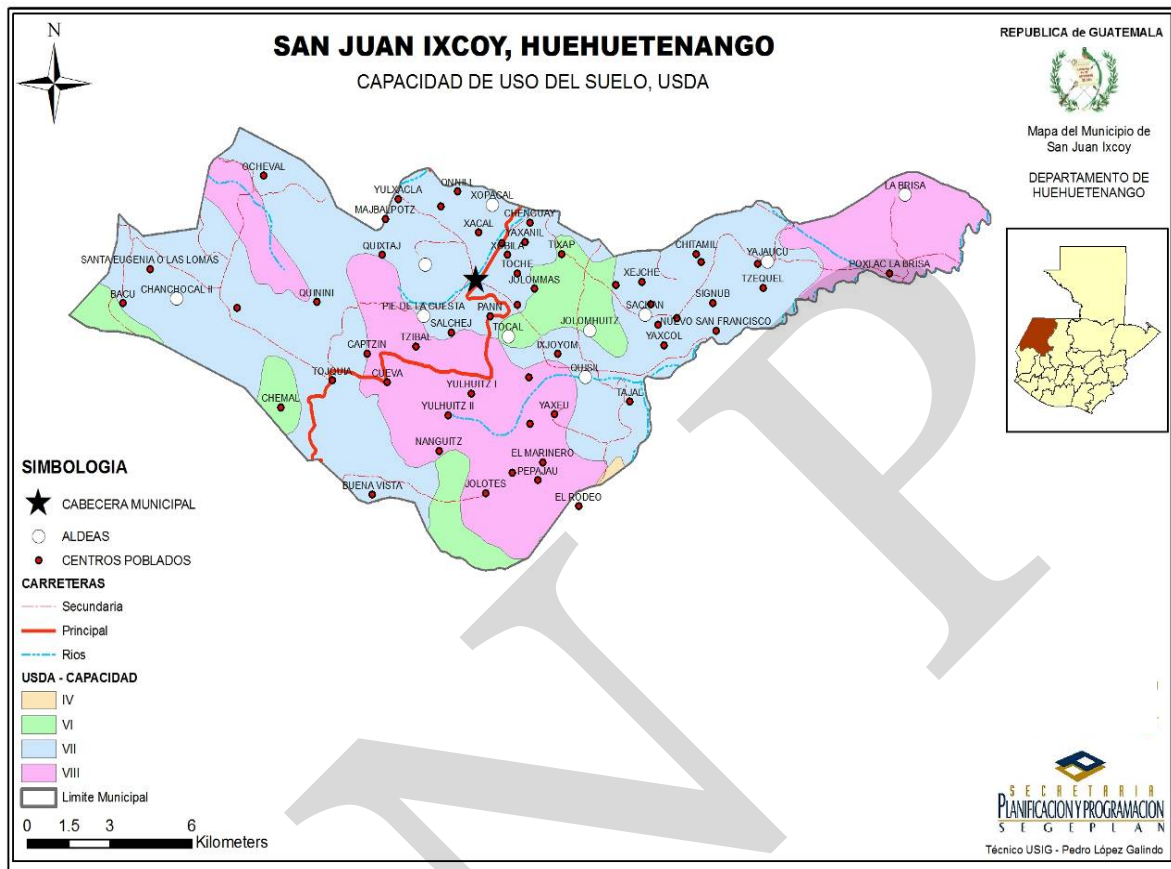 N
SAN JUAN IXCOY, HUEHUETENANGO
CAPACIDAD DE USO DEL SUELO, USDA
REPUBLICA de GUATEMALA
Mapa del Municipio de
San Juan Ixcoy
DEPARTAMENTO DE
HUEHUETENANGO
OCHEVAL
YULXACLA
ONNILI
XOPACAL
MAJBALPOTZ
CHENGUAY
XACAL
YAXANIL
LA BRISA
QUIXTAJ
XUBILA
TIXAP
CHITAMIL
YAJAUCU
SANTA EUGENIA O LAS LOMAS
TOCHE
XEJCHE
TZEQUEL
POXLAC LA BRISA
CHANCHOCAL II
JOLOMMAS
BACU
QUININI
PIE DE LA CUESTA
PANN
SACHAN
SIGNUB
SALCHEJ
TOCAL
JOLOMHUITZ
NUEVO SAN FRANCISCO
CAPTZIN
TZIBAL
IXJOYOM
YAXCOL
TOJQUIA
CUEVA
QUISIL
CHEMAL
YULHUITZ I
TAJAL
YULHUITZ II
YAXEU
NANGUITZ
EL MARINERO
PEPAJAU
BUENA VISTA
JOLOTES
EL RODEO
SIMBOLOGIA
CABECERA MUNICIPAL
ALDEAS
CENTROS POBLADOS
CARRETERAS
Secundaria
Principal
Rios
USDA - CAPACIDAD
IV
VI
VII
VIII
Limite Municipal
0 1.5 3 6
Kilometers
SECRETARIA
PLANIFICACION Y PROGRAMACION
SEGEPLAN
Técnico USIG - Pedro López Galindo
NP